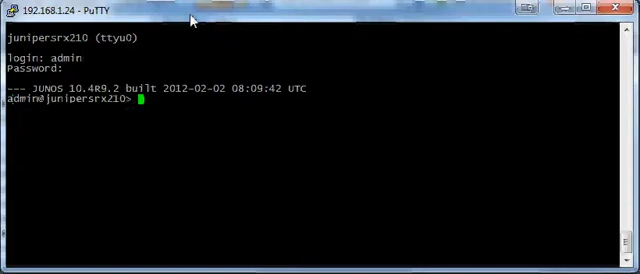 192.168.1.24 - PuTTY
junipersrx210 (ttyu0)
login: admin
Password:
--- JUNOS 10.4R9.2 built 2012-02-02 08:09:42 UTC
admin@junipersrx210>